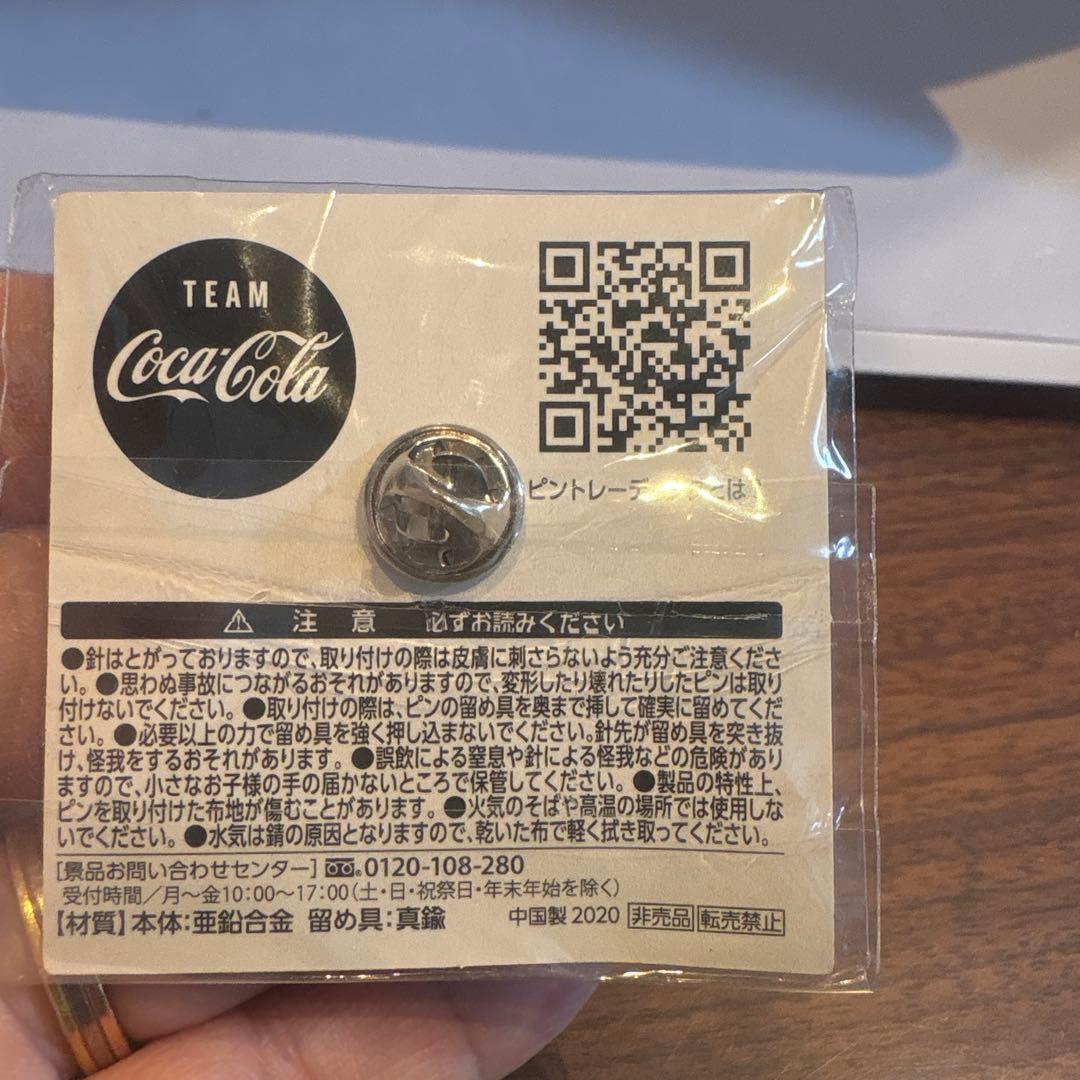 TEAM
Coca-Cola
ピントレーディングとは
⚠ 注 意 必ずお読みください
●針はとがっておりますので、取り付けの際は皮膚に刺さらないよう充分ご注意くださ
い。●思わぬ事故につながるおそれがありますので、変形したり壊れたりしたピンは取り
付けないでください。●取り付けの際は、ピンの留め具を奥まで挿して確実に留めてくだ
さい。●必要以上の力で留め具を強く押し込まないでください。針先が留め具を突き抜
け、怪我をするおそれがあります。●誤飲による窒息や針による怪我などの危険があり
ますので、小さなお子様の手の届かないところで保管してください。●製品の特性上、
ピンを取り付けた布地が傷むことがあります。●火気のそばや高温の場所では使用しな
いでください。●水気は錆の原因となりますので、乾いた布で軽く拭き取ってください。
［景品お問い合わせセンター］0120-108-280
受付時間／月～金10:00～17:00（土・日・祝祭日・年末年始を除く）
【材質】本体:亜鉛合金 留め具:真鍮 中国製 2020 非売品 転売禁止